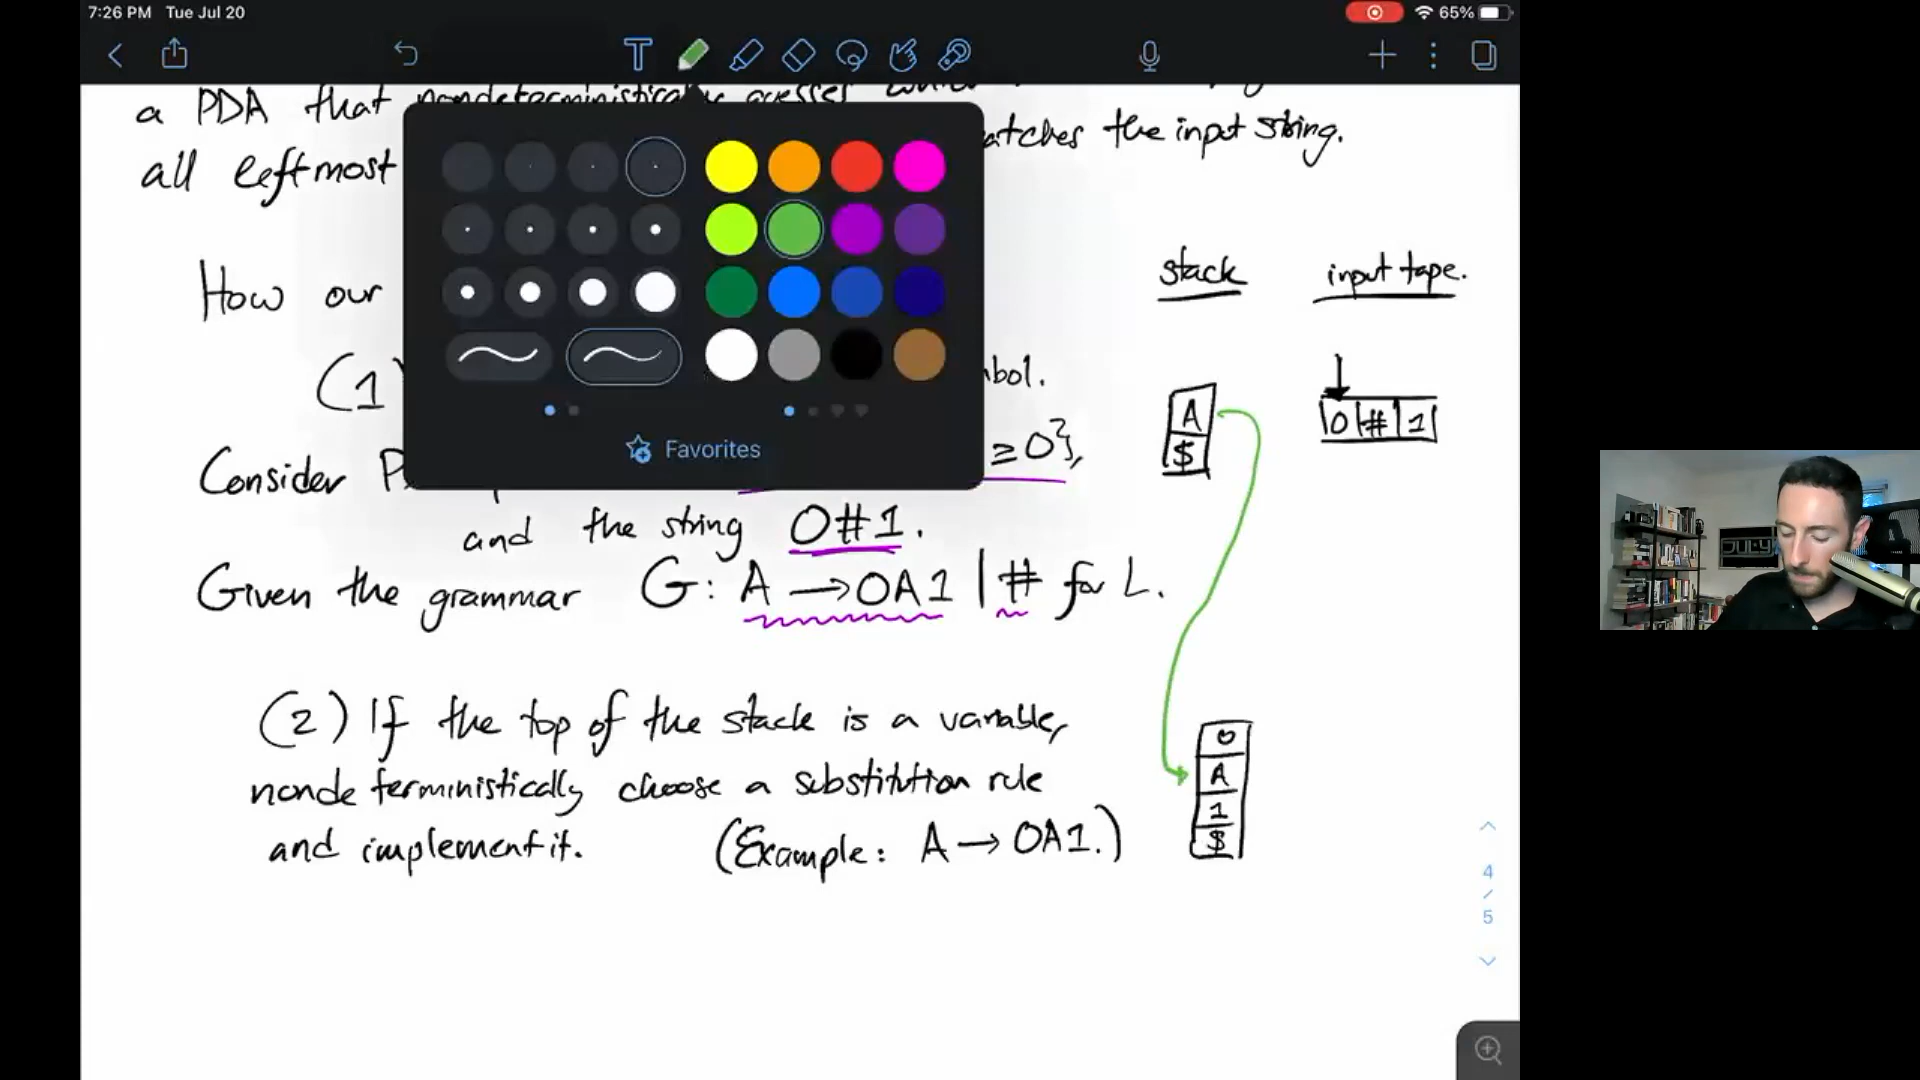 7:26 PM Tue Jul 20
65%
a PDA that nondeterministically guesses
all leftmost atches the input string.
How our
stack input tape.
(1) bol.
A
$
0 # 1
Consider P ≥0},
and the string 0#1.
Given the grammar G: A → 0A1 | # for L.
(2) If the top of the stack is a variable,
nondeterministically choose a substitution rule
and implement it. (Example: A → 0A1.)
0
A
1
$
Favorites
4
/
5
JULY